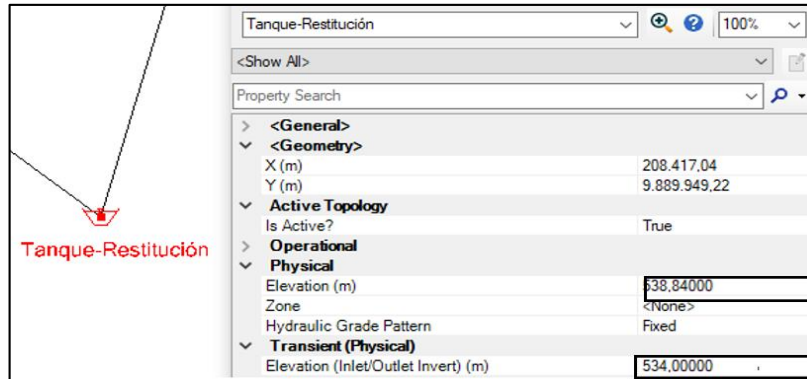 Tanque-Restitución 100%
<Show All>
Property Search
<General>
<Geometry>
X (m) 208.417,04
Y (m) 9.889.949,22
Active Topology
Is Active? True
Operational
Physical
Elevation (m) 538,84000
Zone <None>
Hydraulic Grade Pattern Fixed
Transient (Physical)
Elevation (Inlet/Outlet Invert) (m) 534,00000
Tanque-Restitución